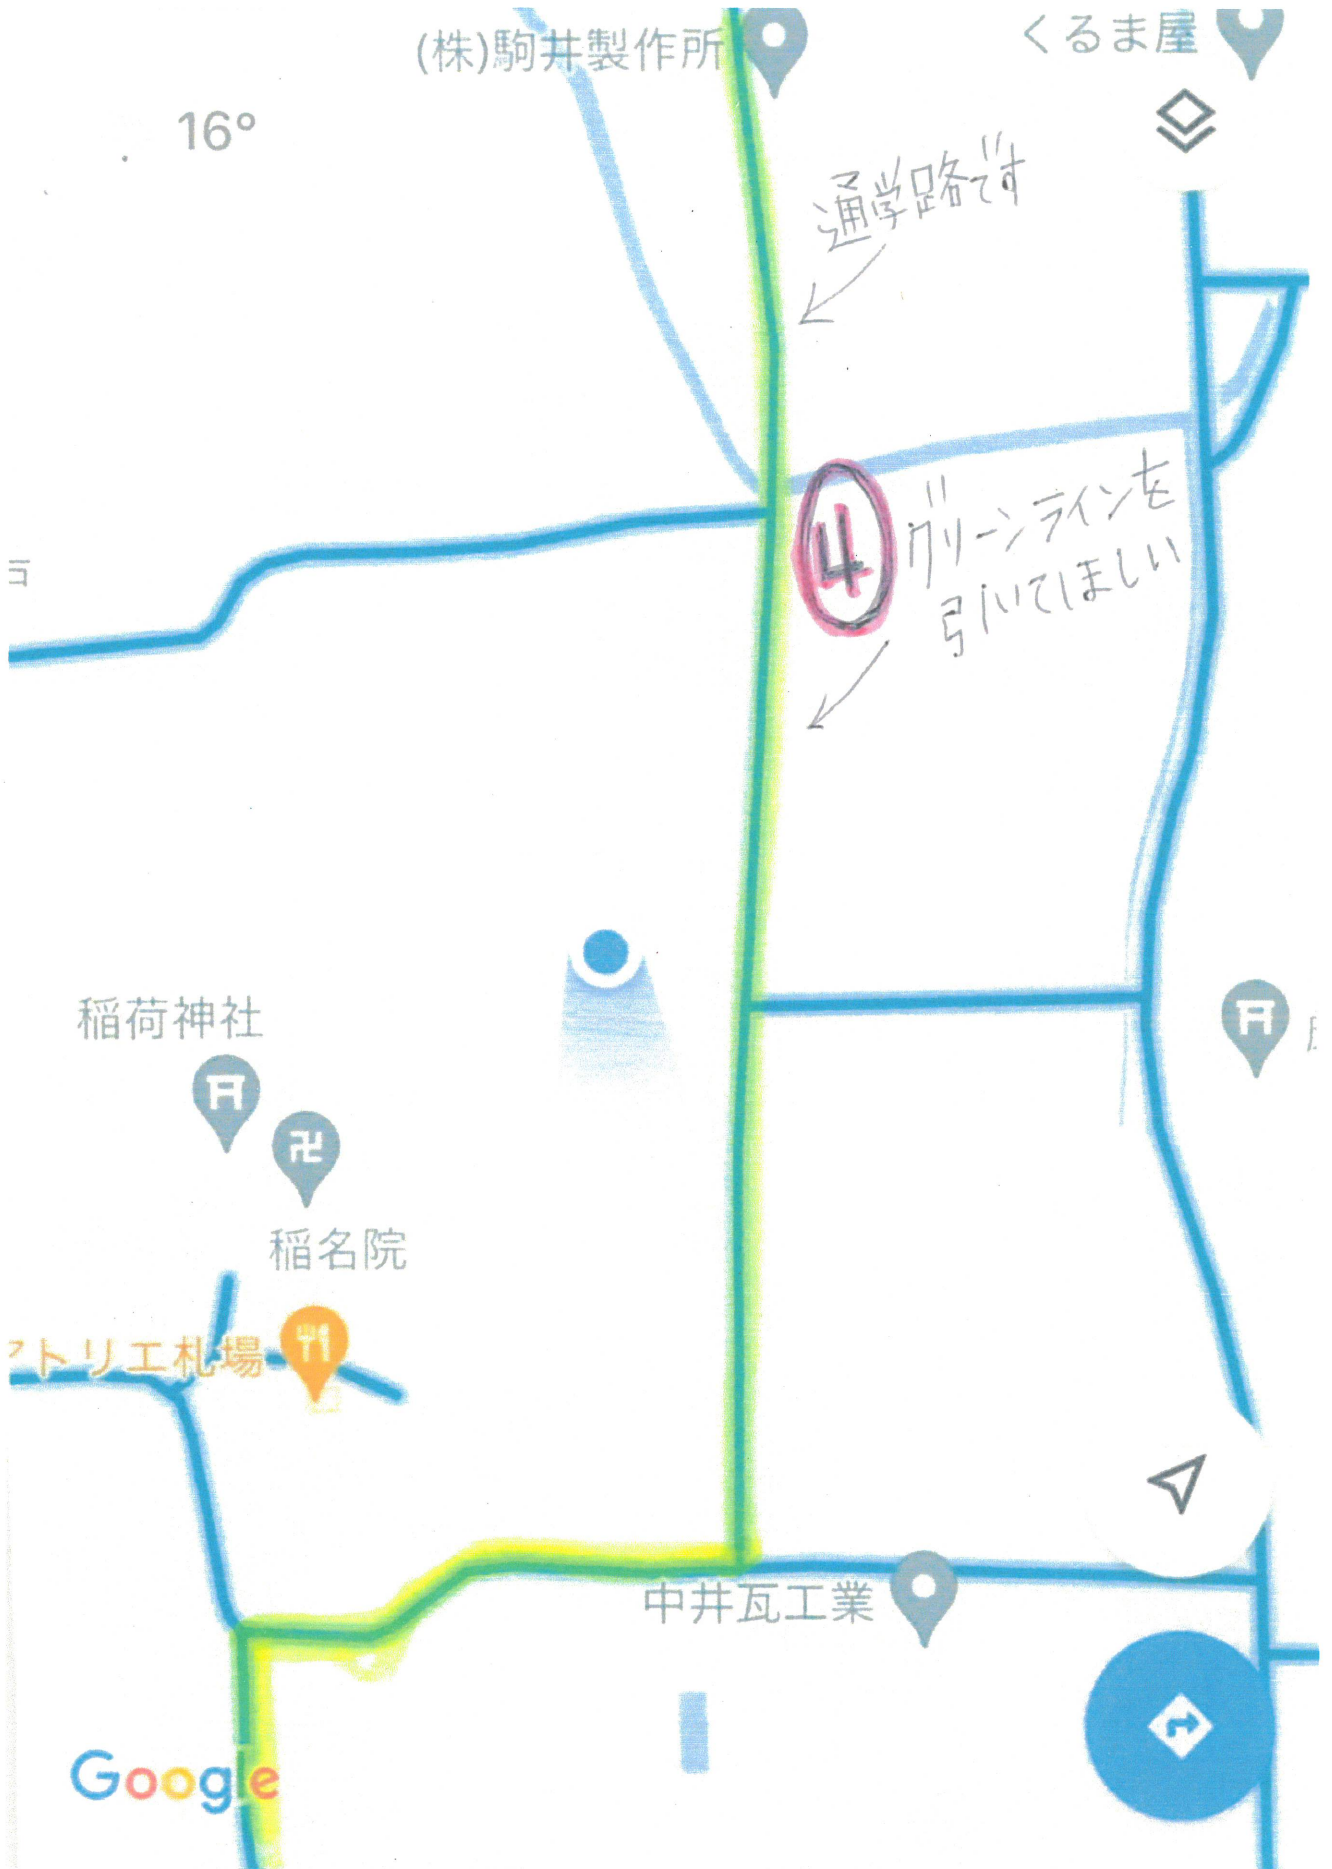 (株)駒井製作所
くるま屋
16°
通学路です
④ グリーンラインを
引いてほしい
稲荷神社
稲名院
アトリエ札場
中井瓦工業
Google